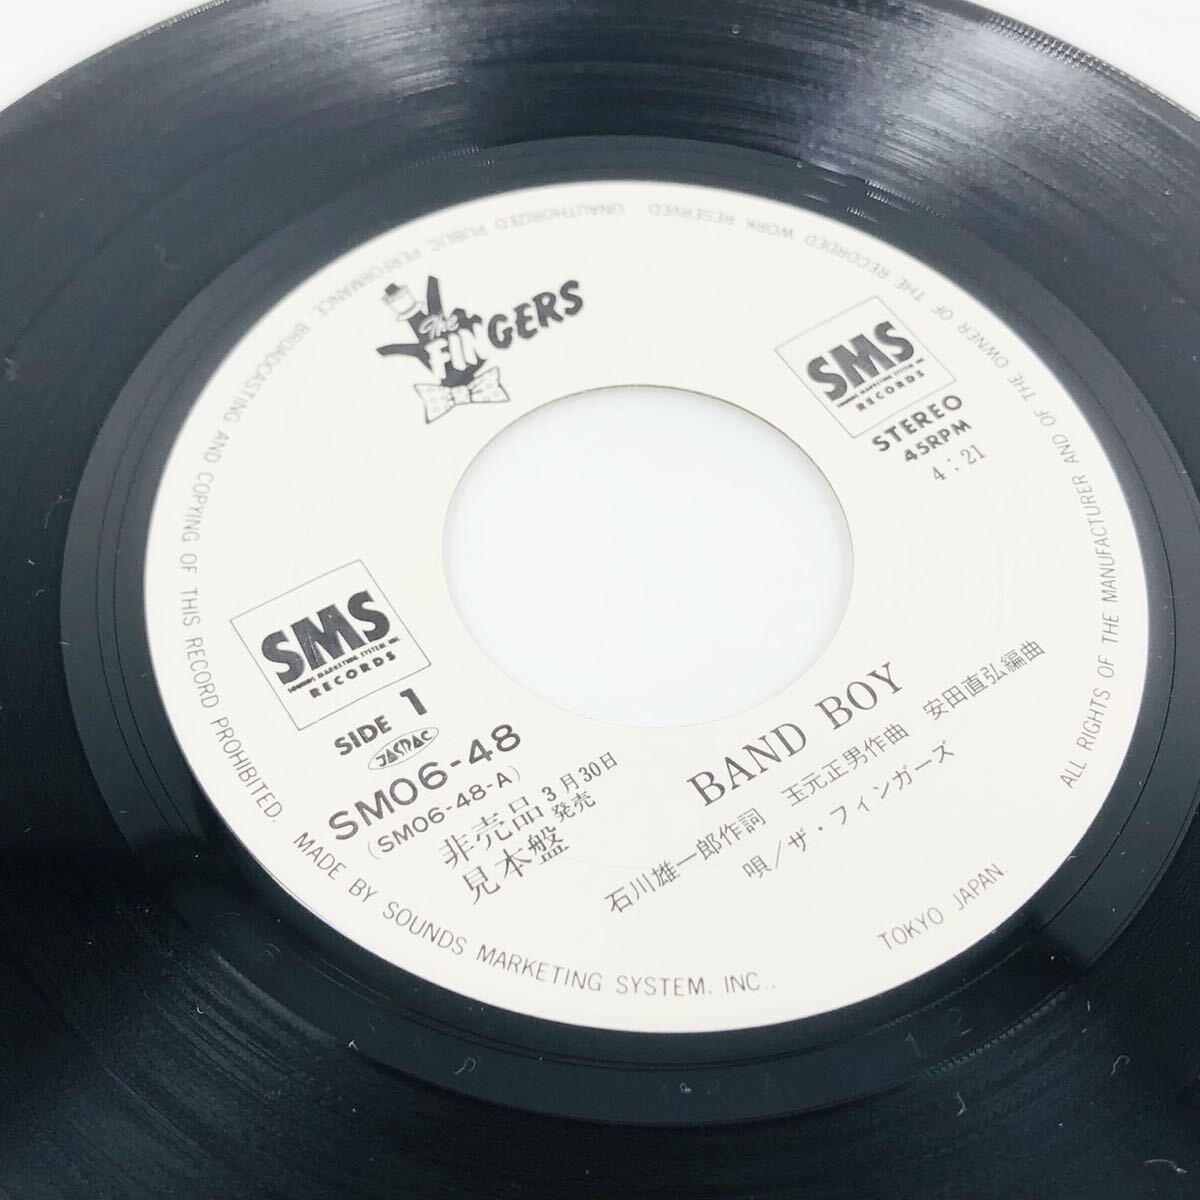 The
FINGERS
SMS
SOUNDS MARKETING SYSTEM, INC.
RECORDS
STEREO
45RPM
4:21
SMS
SOUNDS MARKETING SYSTEM, INC.
RECORDS
SIDE 1
JASRAC
SM06-48
(SM06-48-A)
非売品 3月30日
見本盤 発売
BAND BOY
石川雄一郎作詞 玉元正男作曲 安田直弘編曲
唄/ザ・フィンガーズ
ALL RIGHTS OF THE MANUFACTURER AND OF THE OWNER OF THE RECORDED WORK RESERVED. UNAUTHORIZED PUBLIC PERFORMANCE, BROADCASTING AND COPYING OF THIS RECORD PROHIBITED. MADE BY SOUNDS MARKETING SYSTEM, INC., TOKYO JAPAN.